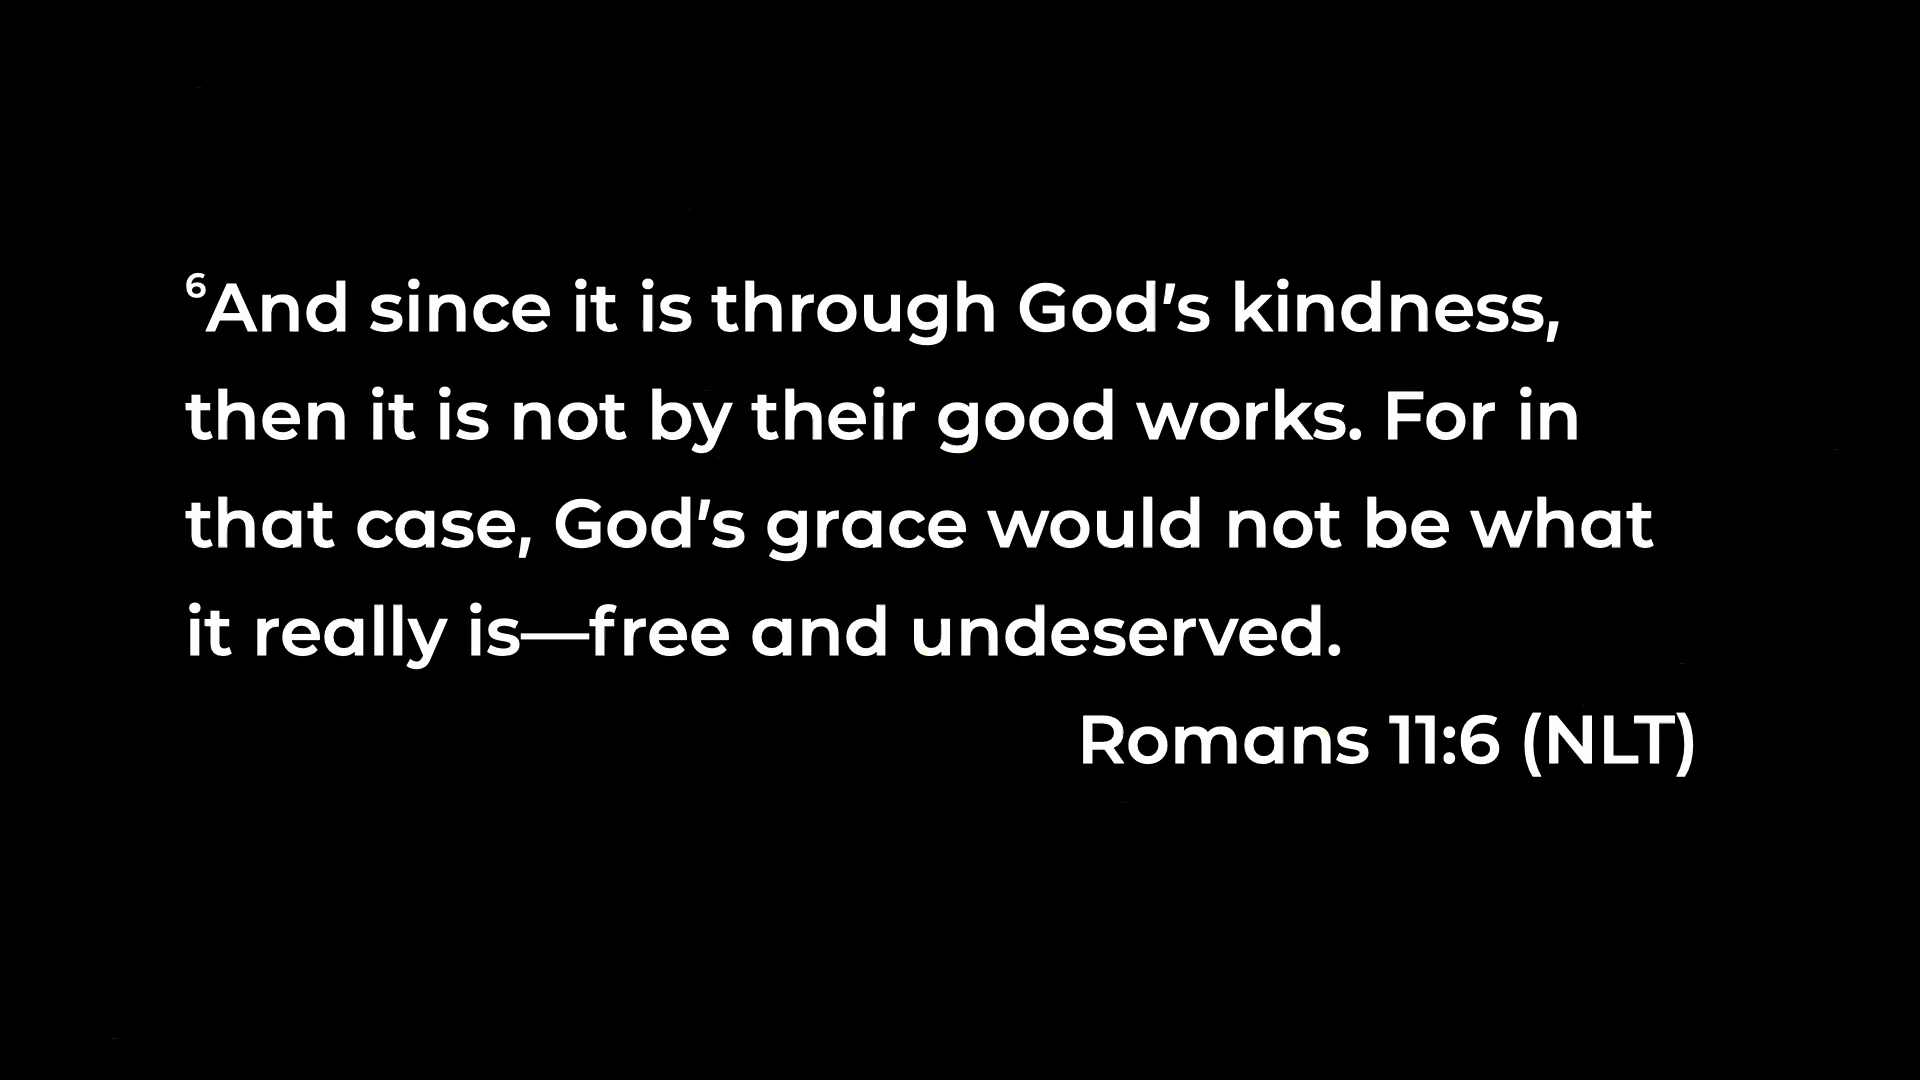 ⁶And since it is through God's kindness,
then it is not by their good works. For in
that case, God's grace would not be what
it really is—free and undeserved.
Romans 11:6 (NLT)